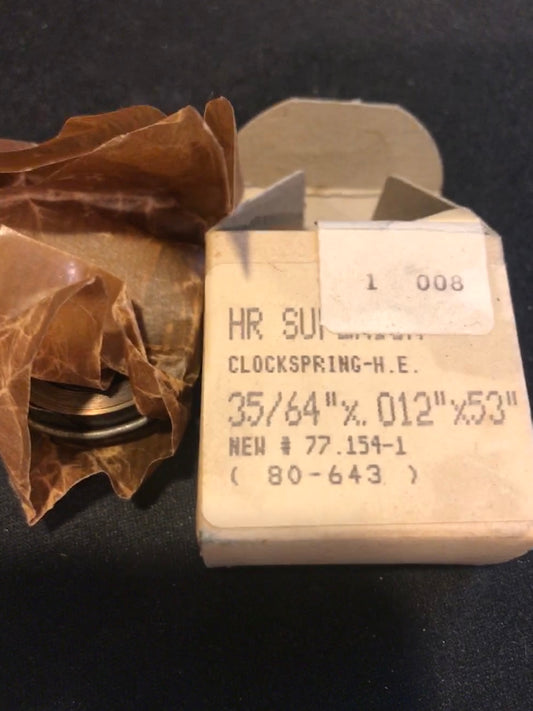 1 008
HR
CLOCKSPRING-H.E.
35/64"x.012"x53"
NEW # 77.154-1
( 80-643 )